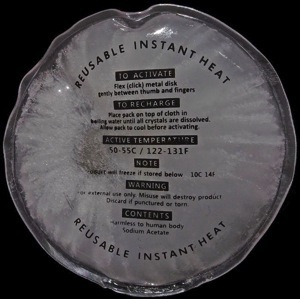 REUSABLE INSTANT HEAT
TO ACTIVATE
Flex (click) metal disk
gently between thumb and fingers
TO RECHARGE
Place pack on top of cloth in
boiling water until all crystals are dissolved.
Allow pack to cool before activating.
ACTIVE TEMPERATURE
50-55C / 122-131F
NOTE
will freeze if stored below 10C 14F
WARNING
For external use only. Misuse will destroy product
Discard if punctured or torn.
CONTENTS
Harmless to human body
Sodium Acetate
REUSABLE INSTANT HEAT